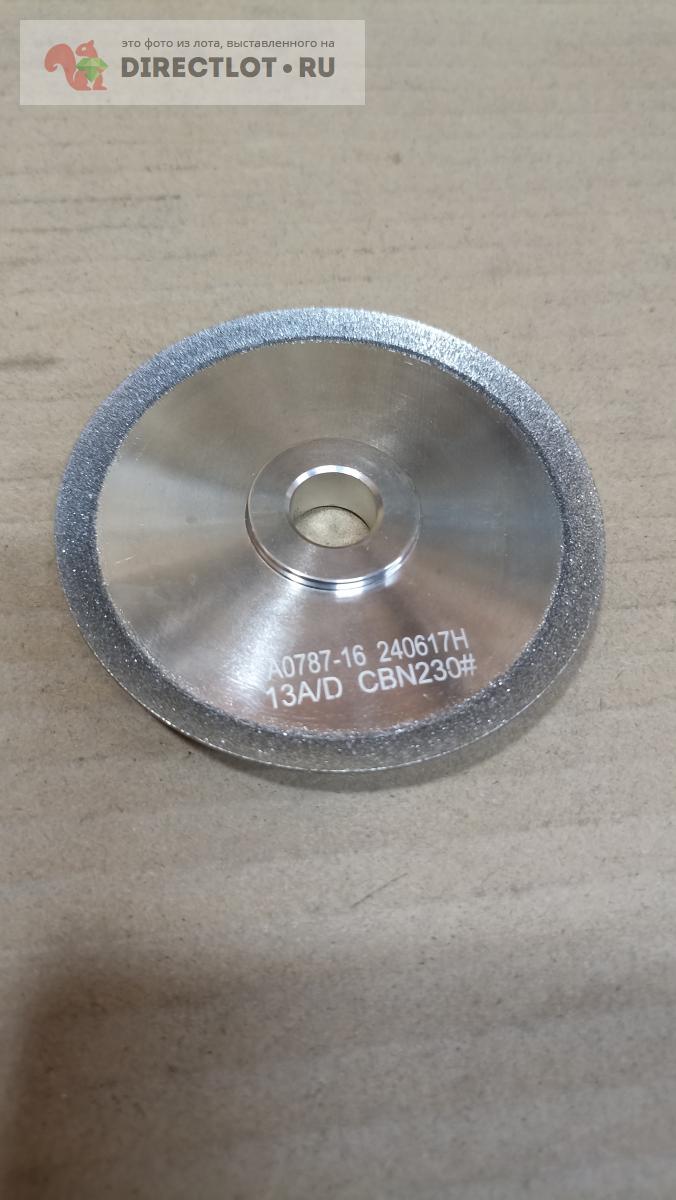 это фото из лота, выставленного на
DIRECTLOT•RU
A0787-16 240617H
13A/D CBN230#